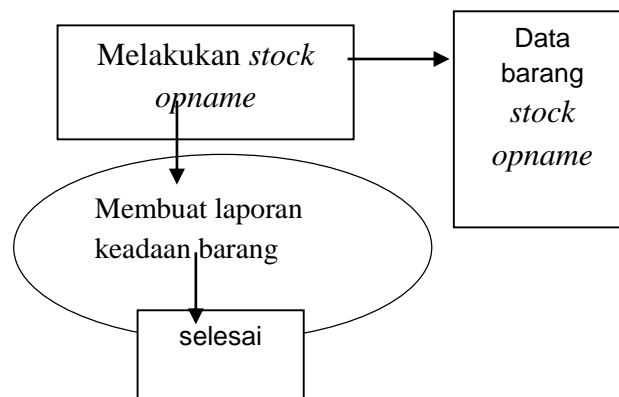 Melakukan stock
opname
Data
barang
stock
opname
Membuat laporan
keadaan barang
selesai